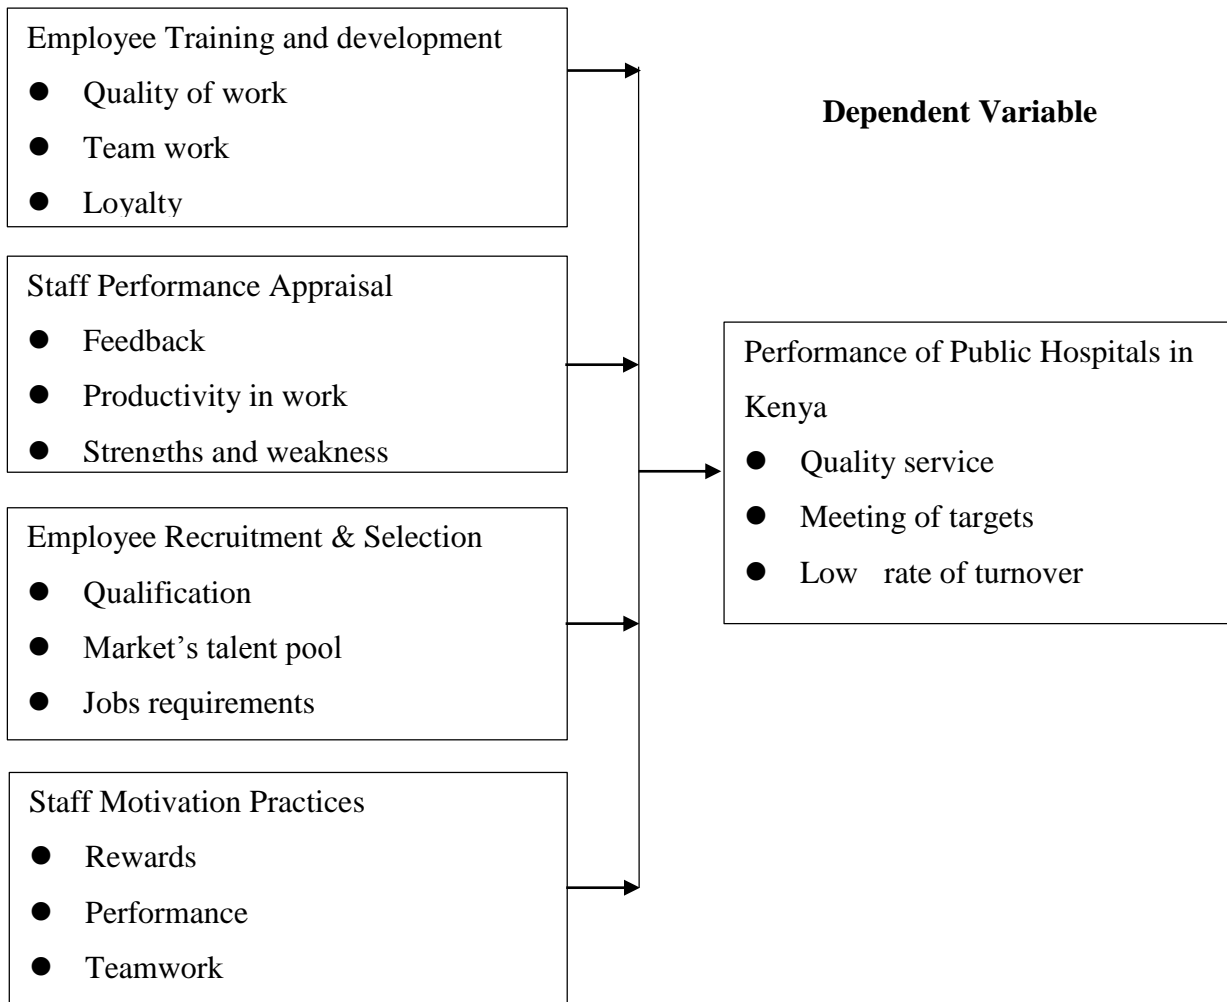 Employee Training and development
● Quality of work
● Team work
● Loyalty
Dependent Variable
Staff Performance Appraisal
● Feedback
● Productivity in work
● Strengths and weakness
Performance of Public Hospitals in
Kenya
● Quality service
● Meeting of targets
● Low rate of turnover
Employee Recruitment & Selection
● Qualification
● Market’s talent pool
● Jobs requirements
Staff Motivation Practices
● Rewards
● Performance
● Teamwork